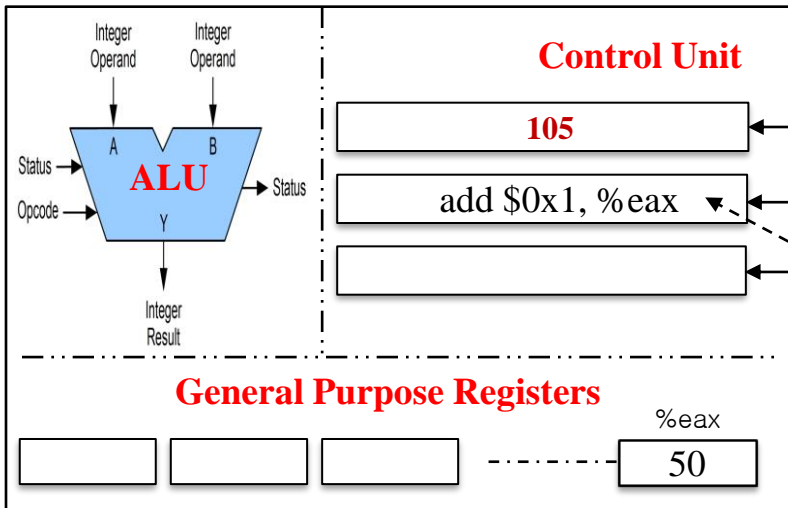 Integer
Operand
Integer
Operand
A
B
Status
ALU
Status
Opcode
Y
Integer
Result
Control Unit
105
add $0x1, %eax
General Purpose Registers
%eax
50